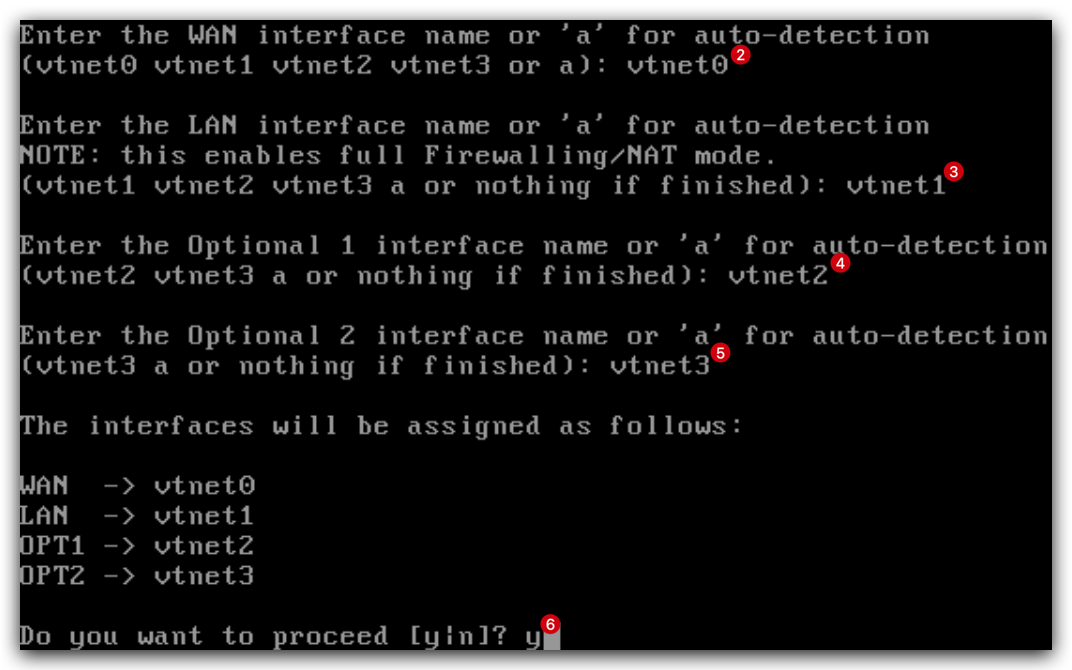 Enter the WAN interface name or 'a' for auto-detection
(vtnet0 vtnet1 vtnet2 vtnet3 or a): vtnet0 2
Enter the LAN interface name or 'a' for auto-detection
NOTE: this enables full Firewalling/NAT mode.
(vtnet1 vtnet2 vtnet3 a or nothing if finished): vtnet1 3
Enter the Optional 1 interface name or 'a' for auto-detection
(vtnet2 vtnet3 a or nothing if finished): vtnet2 4
Enter the Optional 2 interface name or 'a' for auto-detection
(vtnet3 a or nothing if finished): vtnet3 5
The interfaces will be assigned as follows:
WAN  -> vtnet0
LAN  -> vtnet1
OPT1 -> vtnet2
OPT2 -> vtnet3
Do you want to proceed [y|n]? y 6